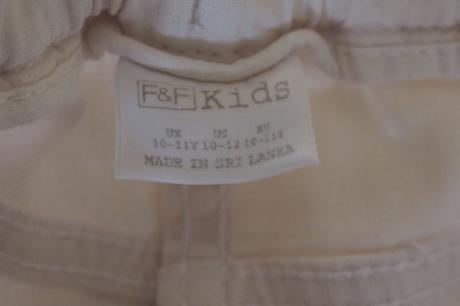 F&F Kids
UK US EU
10-11Y 10-12 10-11Y
MADE IN SRI LANKA